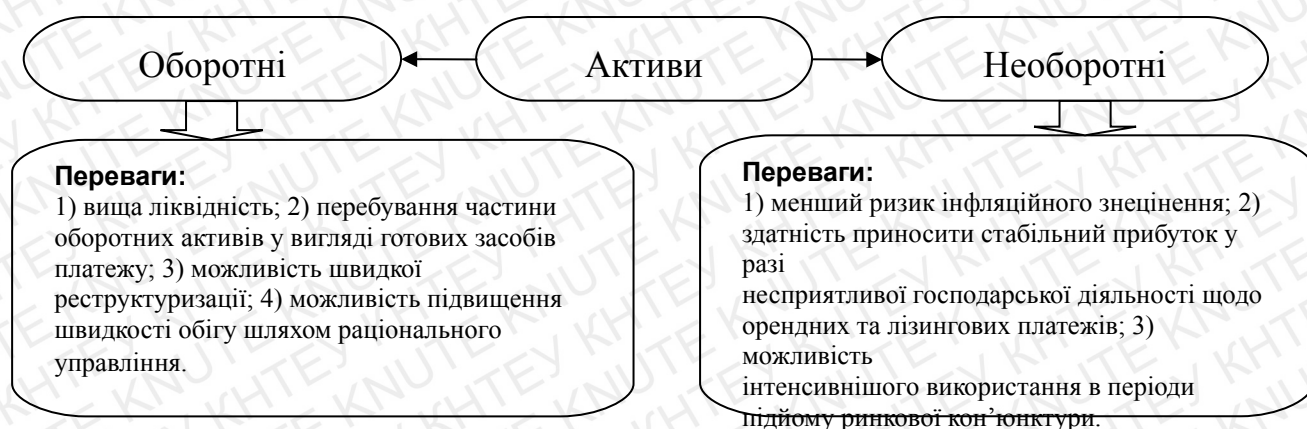 Оборотні
Активи
Необоротні
Переваги:
1) вища ліквідність; 2) перебування частини
оборотних активів у вигляді готових засобів
платежу; 3) можливість швидкої
реструктуризації; 4) можливість підвищення
швидкості обігу шляхом раціонального
управління.
Переваги:
1) менший ризик інфляційного знецінення; 2)
здатність приносити стабільний прибуток у
разі
несприятливої господарської діяльності щодо
орендних та лізингових платежів; 3)
можливість
інтенсивнішого використання в періоди
підйому ринкової кон’юнктури.